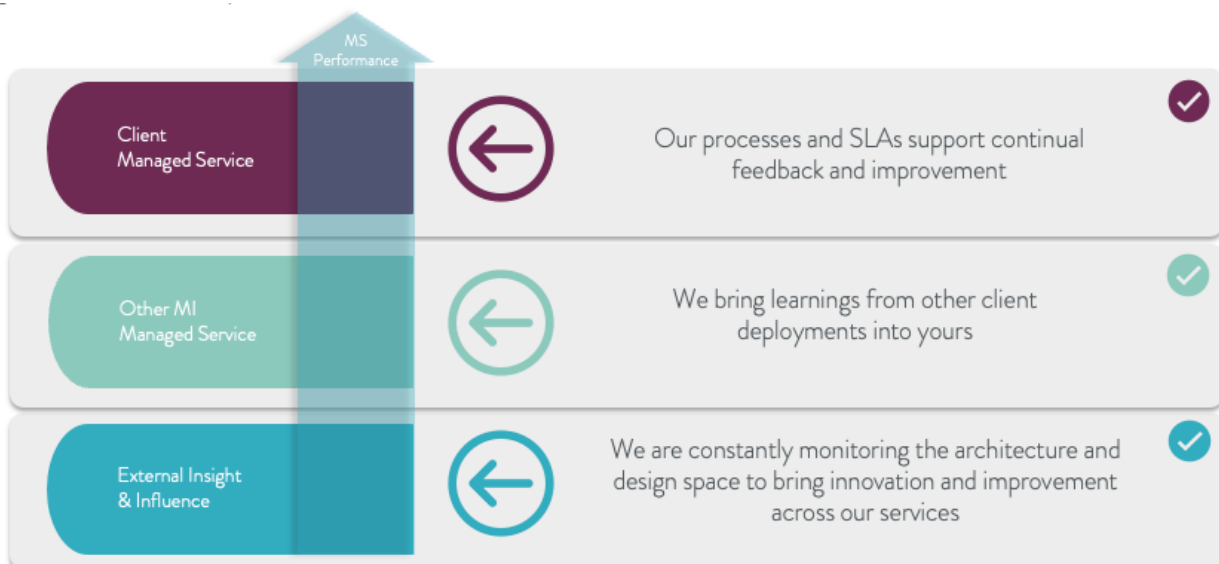 MS
Performance
Client
Managed Service
Our processes and SLAs support continual
feedback and improvement
Other MI
Managed Service
We bring learnings from other client
deployments into yours
External Insight
& Influence
We are constantly monitoring the architecture and
design space to bring innovation and improvement
across our services